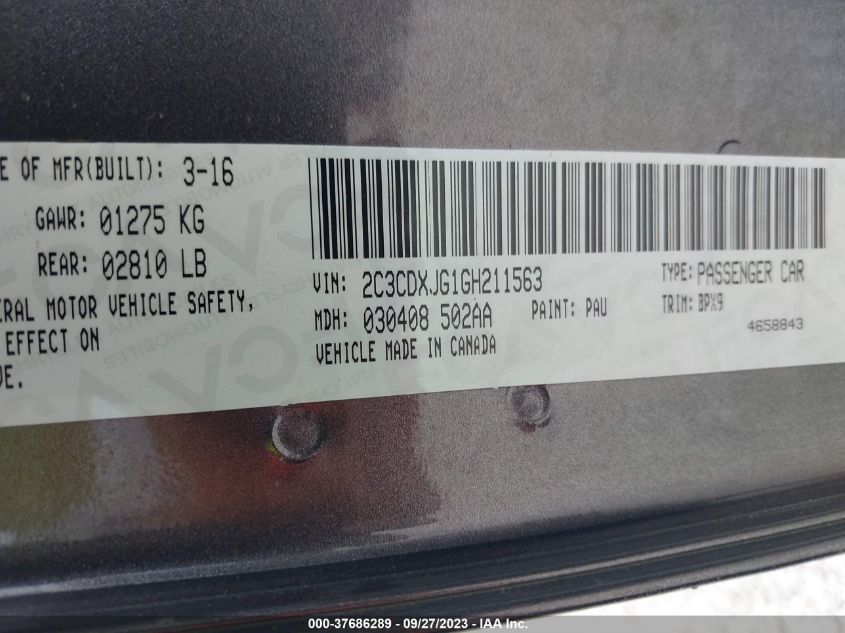 E OF MFR(BUILT): 3-16
GAWR: 01275 KG
REAR: 02810 LB
ERAL MOTOR VEHICLE SAFETY,
EFFECT ON
VE.
VIN: 2C3CDXJG1GH211563
TYPE: PASSENGER CAR
MDH: 030408 502AA
PAINT: PAU
TRIM: BPX9
VEHICLE MADE IN CANADA
4658843
000-37686289 - 09/27/2023 - IAA Inc.